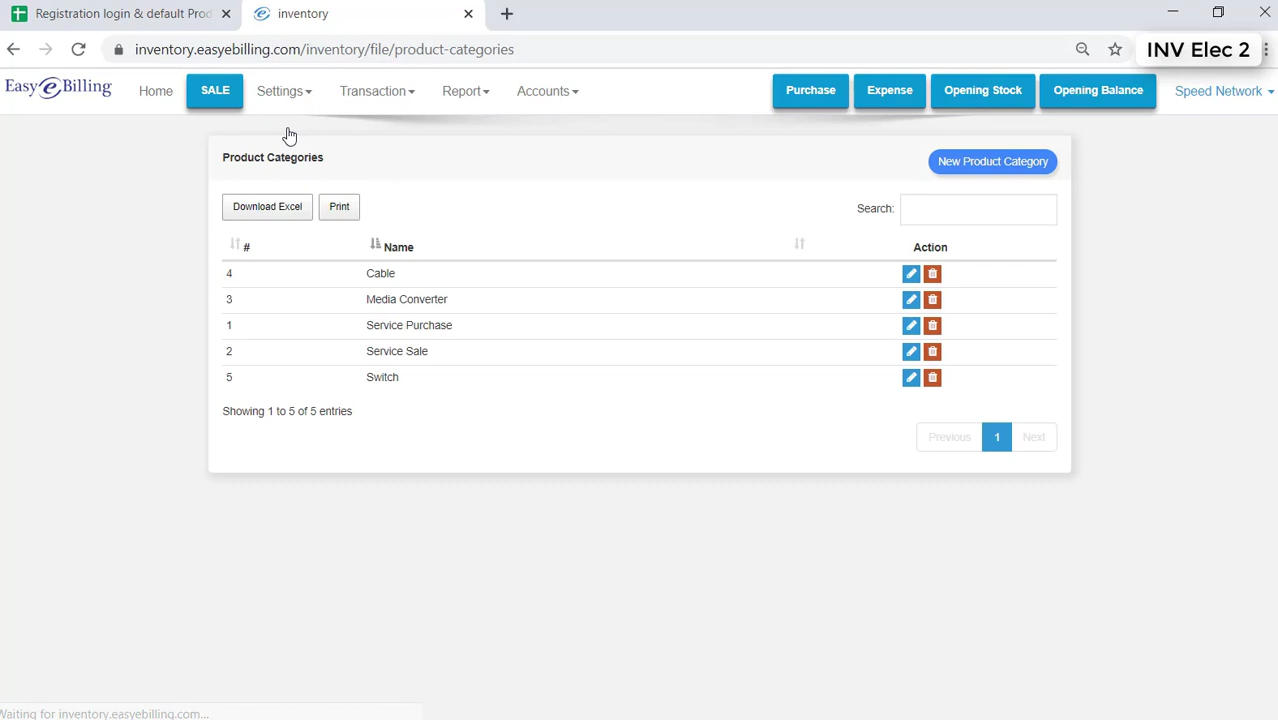 Registration login & default Prod
inventory
inventory.easyebilling.com/inventory/file/product-categories
INV Elec 2
Easy e Billing
Home
SALE
Settings
Transaction
Report
Accounts
Purchase
Expense
Opening Stock
Opening Balance
Speed Network
Product Categories
New Product Category
Download Excel
Print
Search:
# Name Action
4 Cable
3 Media Converter
1 Service Purchase
2 Service Sale
5 Switch
Showing 1 to 5 of 5 entries
Previous 1 Next
Waiting for inventory.easyebilling.com...